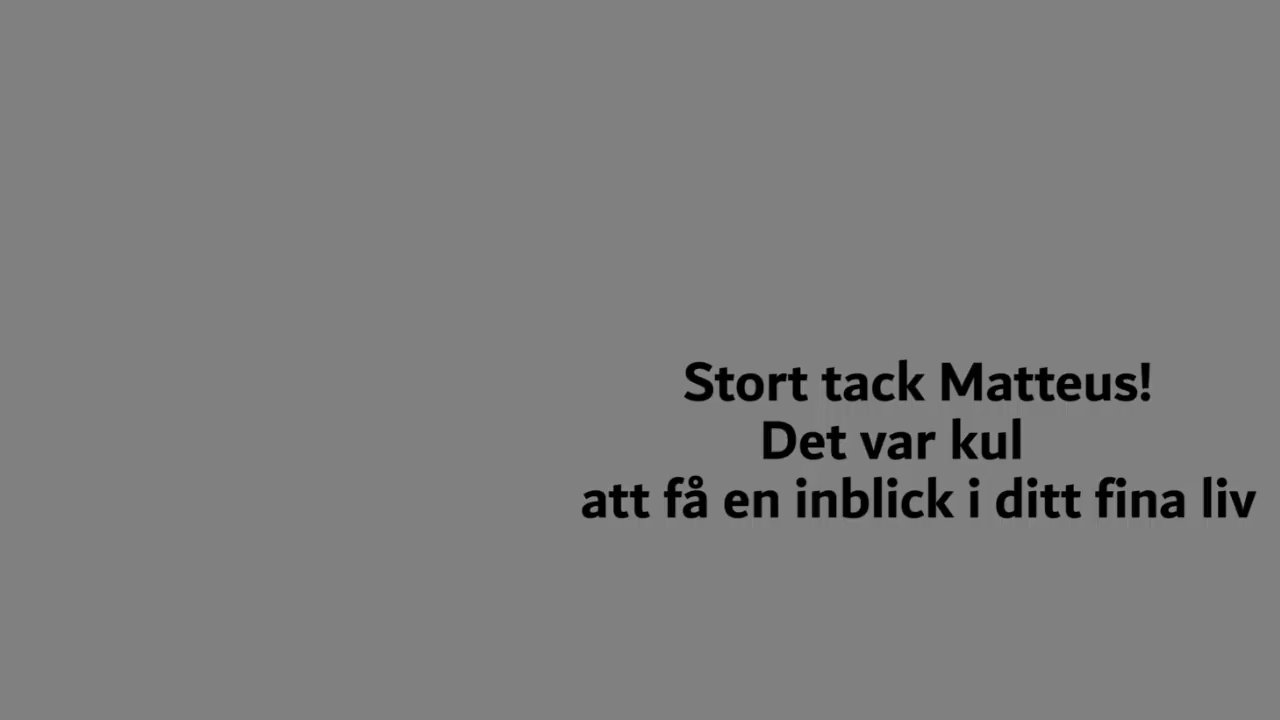 Stort tack Matteus!
Det var kul
att få en inblick i ditt fina liv